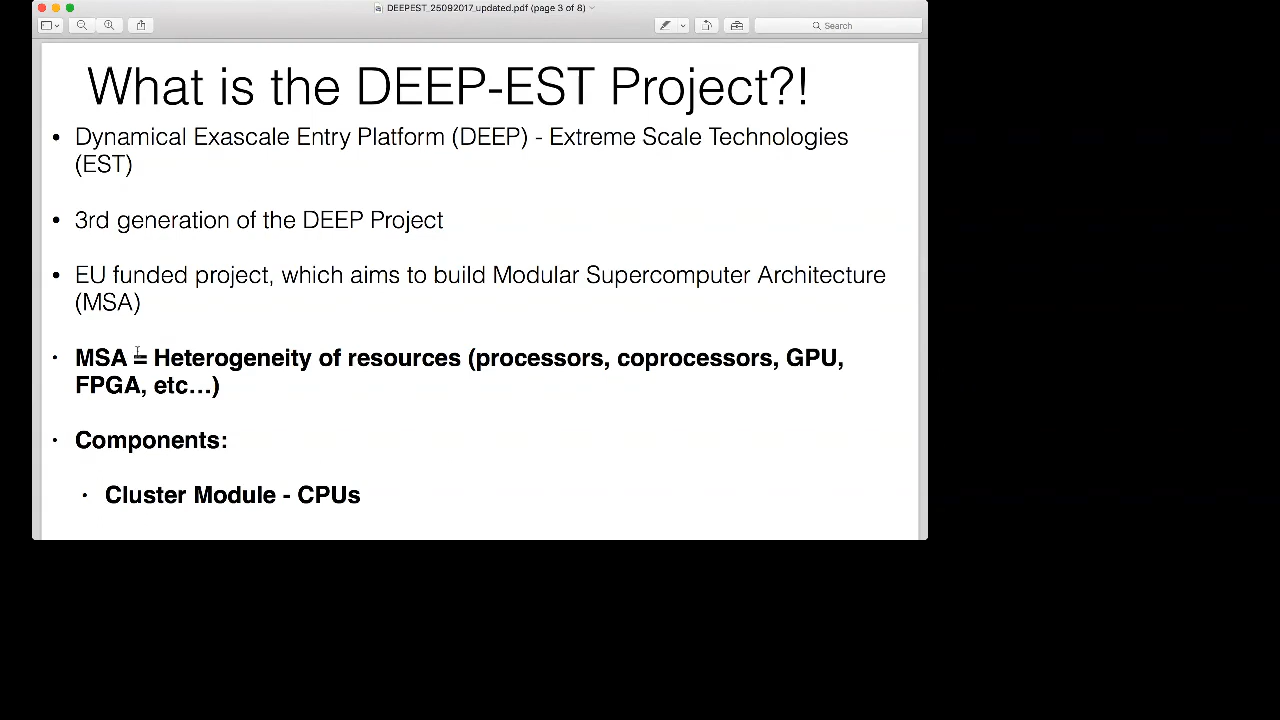 DEEPEST_25092017_updated.pdf (page 3 of 8)
Search
What is the DEEP-EST Project?!
• Dynamical Exascale Entry Platform (DEEP) - Extreme Scale Technologies
(EST)
• 3rd generation of the DEEP Project
• EU funded project, which aims to build Modular Supercomputer Architecture
(MSA)
• MSA = Heterogeneity of resources (processors, coprocessors, GPU,
FPGA, etc…)
• Components:
• Cluster Module - CPUs